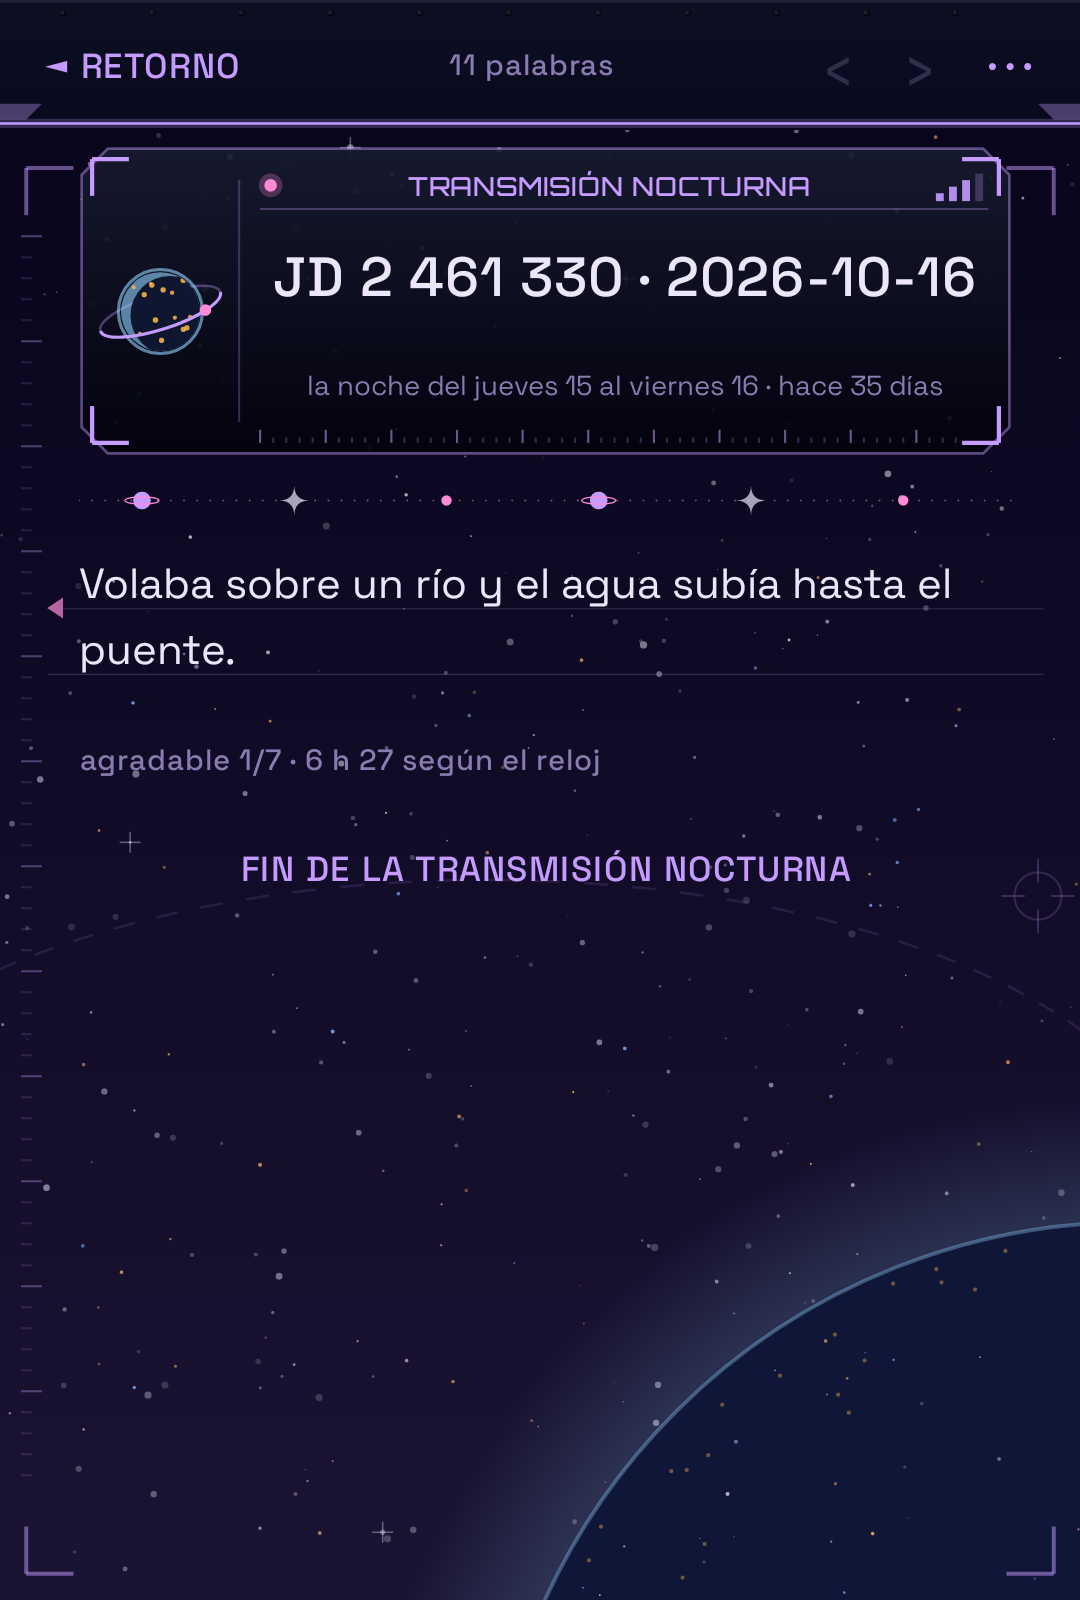 ◄ RETORNO
11 palabras
< >
•••
TRANSMISIÓN NOCTURNA
JD 2 461 330 · 2026-10-16
la noche del jueves 15 al viernes 16 · hace 35 días
Volaba sobre un río y el agua subía hasta el
puente.
agradable 1/7 · 6 h 27 según el reloj
FIN DE LA TRANSMISIÓN NOCTURNA